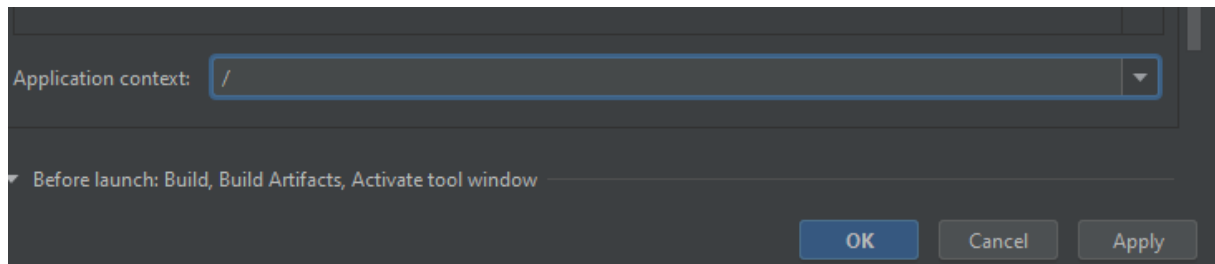 Application context: /
Before launch: Build, Build Artifacts, Activate tool window
OK Cancel Apply